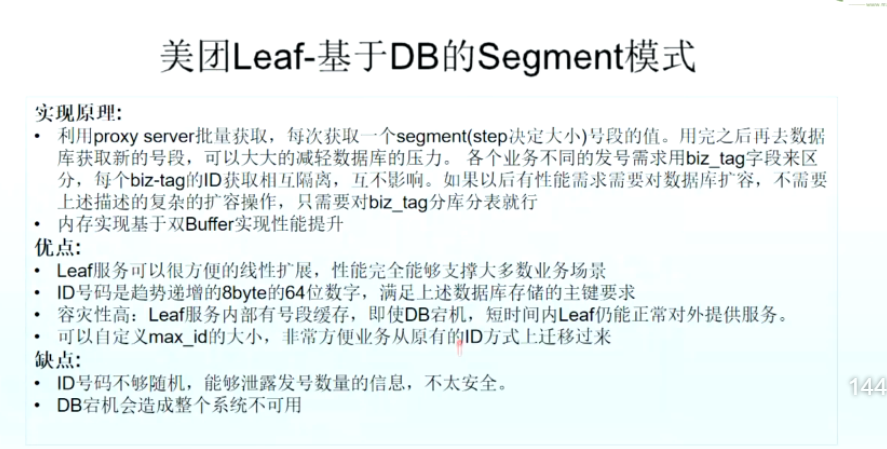 美团Leaf-基于DB的Segment模式
实现原理:
• 利用proxy server批量获取，每次获取一个segment(step决定大小)号段的值。用完之后再去数据
库获取新的号段，可以大大的减轻数据库的压力。 各个业务不同的发号需求用biz_tag字段来区
分，每个biz-tag的ID获取相互隔离，互不影响。如果以后有性能需求需要对数据库扩容，不需要
上述描述的复杂的扩容操作，只需要对biz_tag分库分表就行
• 内存实现基于双Buffer实现性能提升
优点:
• Leaf服务可以很方便的线性扩展，性能完全能够支撑大多数业务场景
• ID号码是趋势递增的8byte的64位数字，满足上述数据库存储的主键要求
• 容灾性高：Leaf服务内部有号段缓存，即使DB宕机，短时间内Leaf仍能正常对外提供服务。
• 可以自定义max_id的大小，非常方便业务从原有的ID方式上迁移过来
缺点:
• ID号码不够随机，能够泄露发号数量的信息，不太安全。
• DB宕机会造成整个系统不可用
144